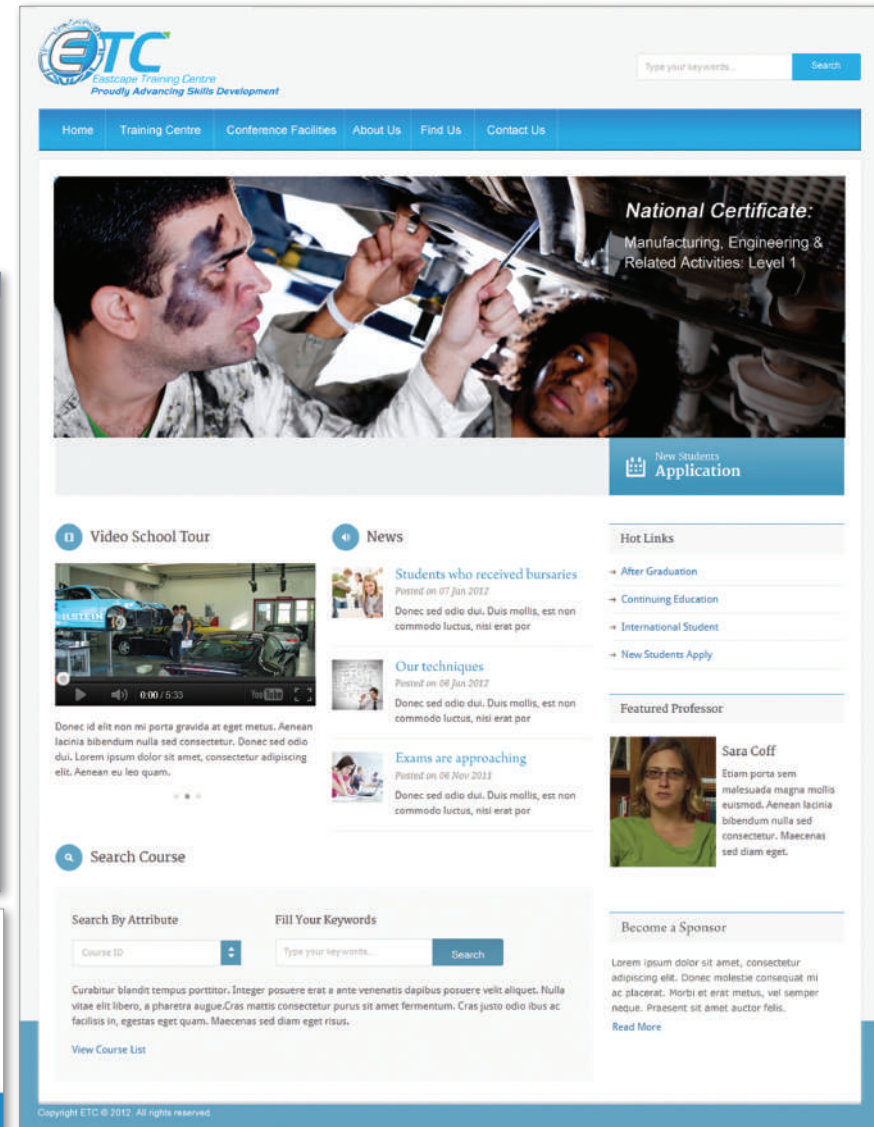 ETC
Eastcape Training Centre
Proudly Advancing Skills Development
Type your keywords...
Search
Home
Training Centre
Conference Facilities
About Us
Find Us
Contact Us
National Certificate:
Manufacturing, Engineering &
Related Activities: Level 1
New Students
Application
Video School Tour
ILSTEIN
0:00 / 5:33
YouTube
Donec id elit non mi porta gravida at eget metus. Aenean
lacinia bibendum nulla sed consectetur. Donec sed odio
dui. Lorem ipsum dolor sit amet, consectetur adipiscing
elit. Aenean eu leo quam.
News
Students who received bursaries
Posted on 07 Jan 2012
Donec sed odio dui. Duis mollis, est non
commodo luctus, nisi erat por
Our techniques
Posted on 06 Jan 2012
Donec sed odio dui. Duis mollis, est non
commodo luctus, nisi erat por
Exams are approaching
Posted on 06 Nov 2011
Donec sed odio dui. Duis mollis, est non
commodo luctus, nisi erat por
Hot Links
After Graduation
Continuing Education
International Student
New Students Apply
Featured Professor
Sara Coff
Etiam porta sem
malesuada magna mollis
euismod. Aenean lacinia
bibendum nulla sed
consectetur. Maecenas
sed diam eget.
Search Course
Search By Attribute
Course ID
Fill Your Keywords
Type your keywords...
Search
Curabitur blandit tempus porttitor. Integer posuere erat a ante venenatis dapibus posuere velit aliquet. Nulla
vitae elit libero, a pharetra augue.Cras mattis consectetur purus sit amet fermentum. Cras justo odio ibus ac
facilisis in, egestas eget quam. Maecenas sed diam eget risus.
View Course List
Become a Sponsor
Lorem ipsum dolor sit amet, consectetur
adipiscing elit. Donec molestie consequat mi
ac placerat. Morbi et erat metus, vel semper
neque. Praesent sit amet auctor felis.
Read More
Copyright ETC © 2012. All rights reserved